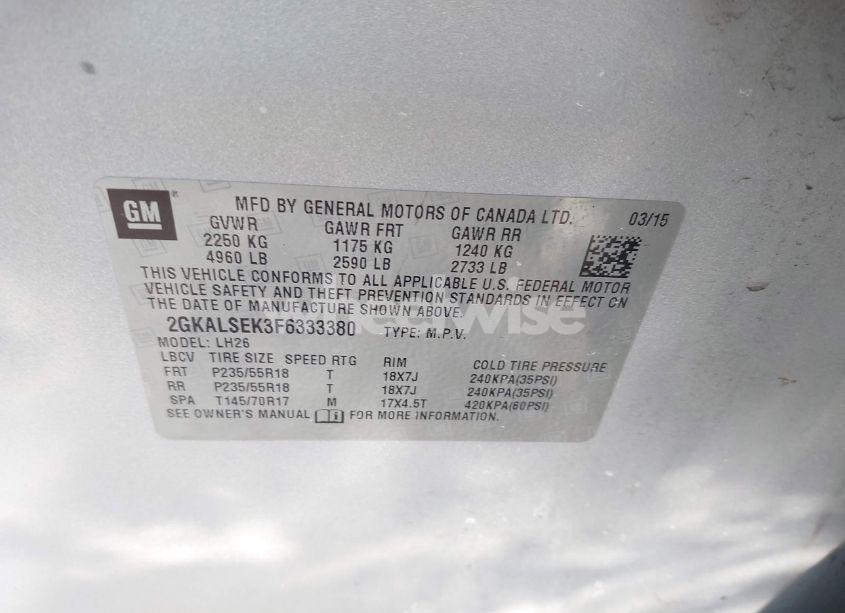 GM
MFD BY GENERAL MOTORS OF CANADA LTD. 03/15
GVWR GAWR FRT GAWR RR
2250 KG 1175 KG 1240 KG
4960 LB 2590 LB 2733 LB
THIS VEHICLE CONFORMS TO ALL APPLICABLE U.S. FEDERAL MOTOR
VEHICLE SAFETY AND THEFT PREVENTION STANDARDS IN EFFECT ON
THE DATE OF MANUFACTURE SHOWN ABOVE.
2GKALSEK3F6333380 TYPE: M.P.V.
MODEL: LH26
LBCV TIRE SIZE SPEED RTG RIM COLD TIRE PRESSURE
FRT P235/55R18 T 18X7J 240KPA(35PSI)
RR P235/55R18 T 18X7J 240KPA(35PSI)
SPA T145/70R17 M 17X4.5T 420KPA(60PSI)
SEE OWNER'S MANUAL FOR MORE INFORMATION.